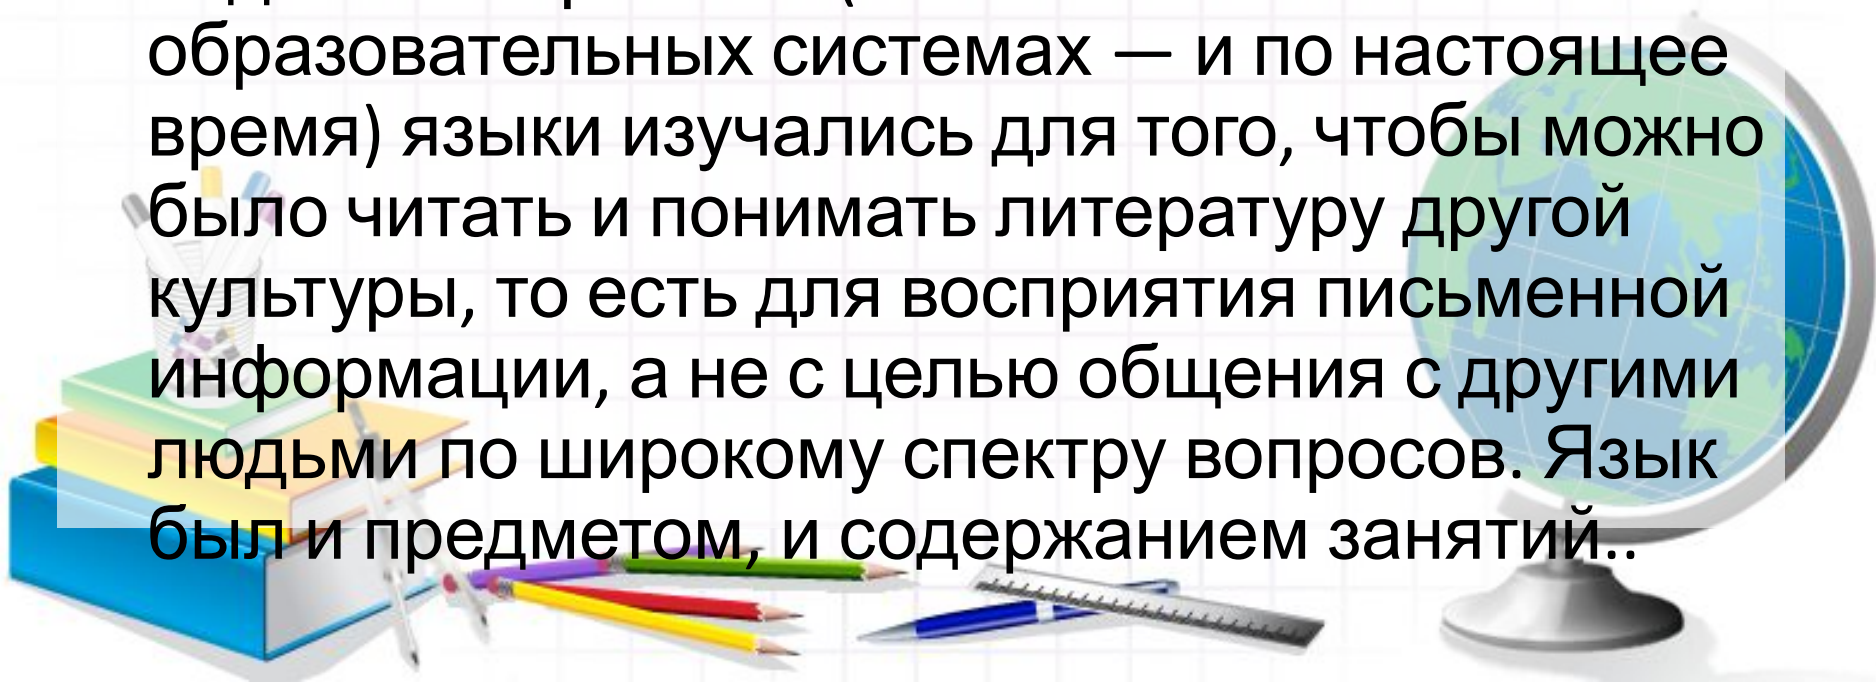 образовательных системах — и по настоящее
время) языки изучались для того, чтобы можно
было читать и понимать литературу другой
культуры, то есть для восприятия письменной
информации, а не с целью общения с другими
людьми по широкому спектру вопросов. Язык
был и предметом, и содержанием занятий..